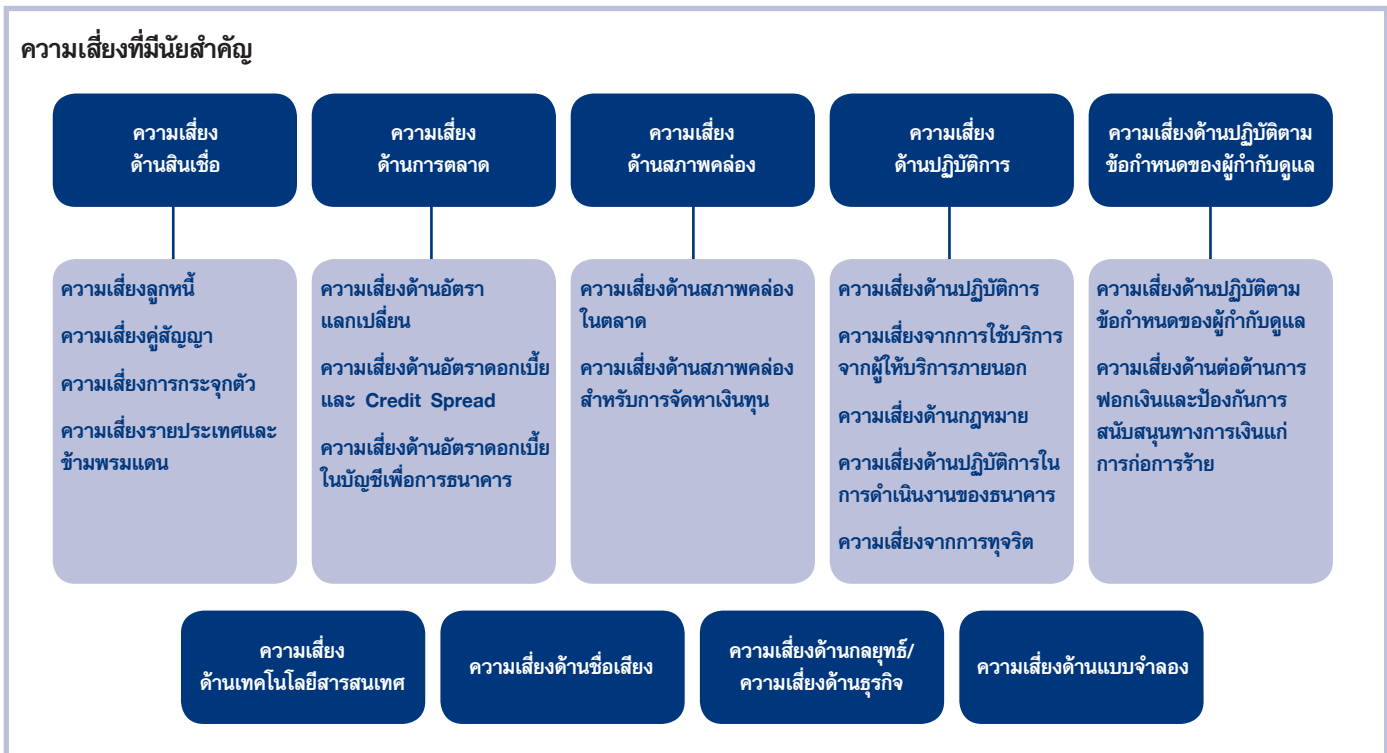 ความเสี่ยงที่มีนัยสำคัญ
ความเสี่ยง
ด้านสินเชื่อ
ความเสี่ยง
ด้านการตลาด
ความเสี่ยง
ด้านสภาพคล่อง
ความเสี่ยง
ด้านปฏิบัติการ
ความเสี่ยงด้านปฏิบัติตาม
ข้อกำหนดของผู้กำกับดูแล
ความเสี่ยงลูกหนี้
ความเสี่ยงคู่สัญญา
ความเสี่ยงการกระจุกตัว
ความเสี่ยงรายประเทศและ
ข้ามพรมแดน
ความเสี่ยงด้านอัตรา
แลกเปลี่ยน
ความเสี่ยงด้านอัตราดอกเบี้ย
และ Credit Spread
ความเสี่ยงด้านอัตราดอกเบี้ย
ในบัญชีเพื่อการธนาคาร
ความเสี่ยงด้านสภาพคล่อง
ในตลาด
ความเสี่ยงด้านสภาพคล่อง
สำหรับการจัดหาเงินทุน
ความเสี่ยงด้านปฏิบัติการ
ความเสี่ยงจากการใช้บริการ
จากผู้ให้บริการภายนอก
ความเสี่ยงด้านกฎหมาย
ความเสี่ยงด้านปฏิบัติการใน
การดำเนินงานของธนาคาร
ความเสี่ยงจากการทุจริต
ความเสี่ยงด้านปฏิบัติตาม
ข้อกำหนดของผู้กำกับดูแล
ความเสี่ยงด้านต่อต้านการ
ฟอกเงินและป้องกันการ
สนับสนุนทางการเงินแก่
การก่อการร้าย
ความเสี่ยง
ด้านเทคโนโลยีสารสนเทศ
ความเสี่ยงด้านชื่อเสียง
ความเสี่ยงด้านกลยุทธ์/
ความเสี่ยงด้านธุรกิจ
ความเสี่ยงด้านแบบจำลอง